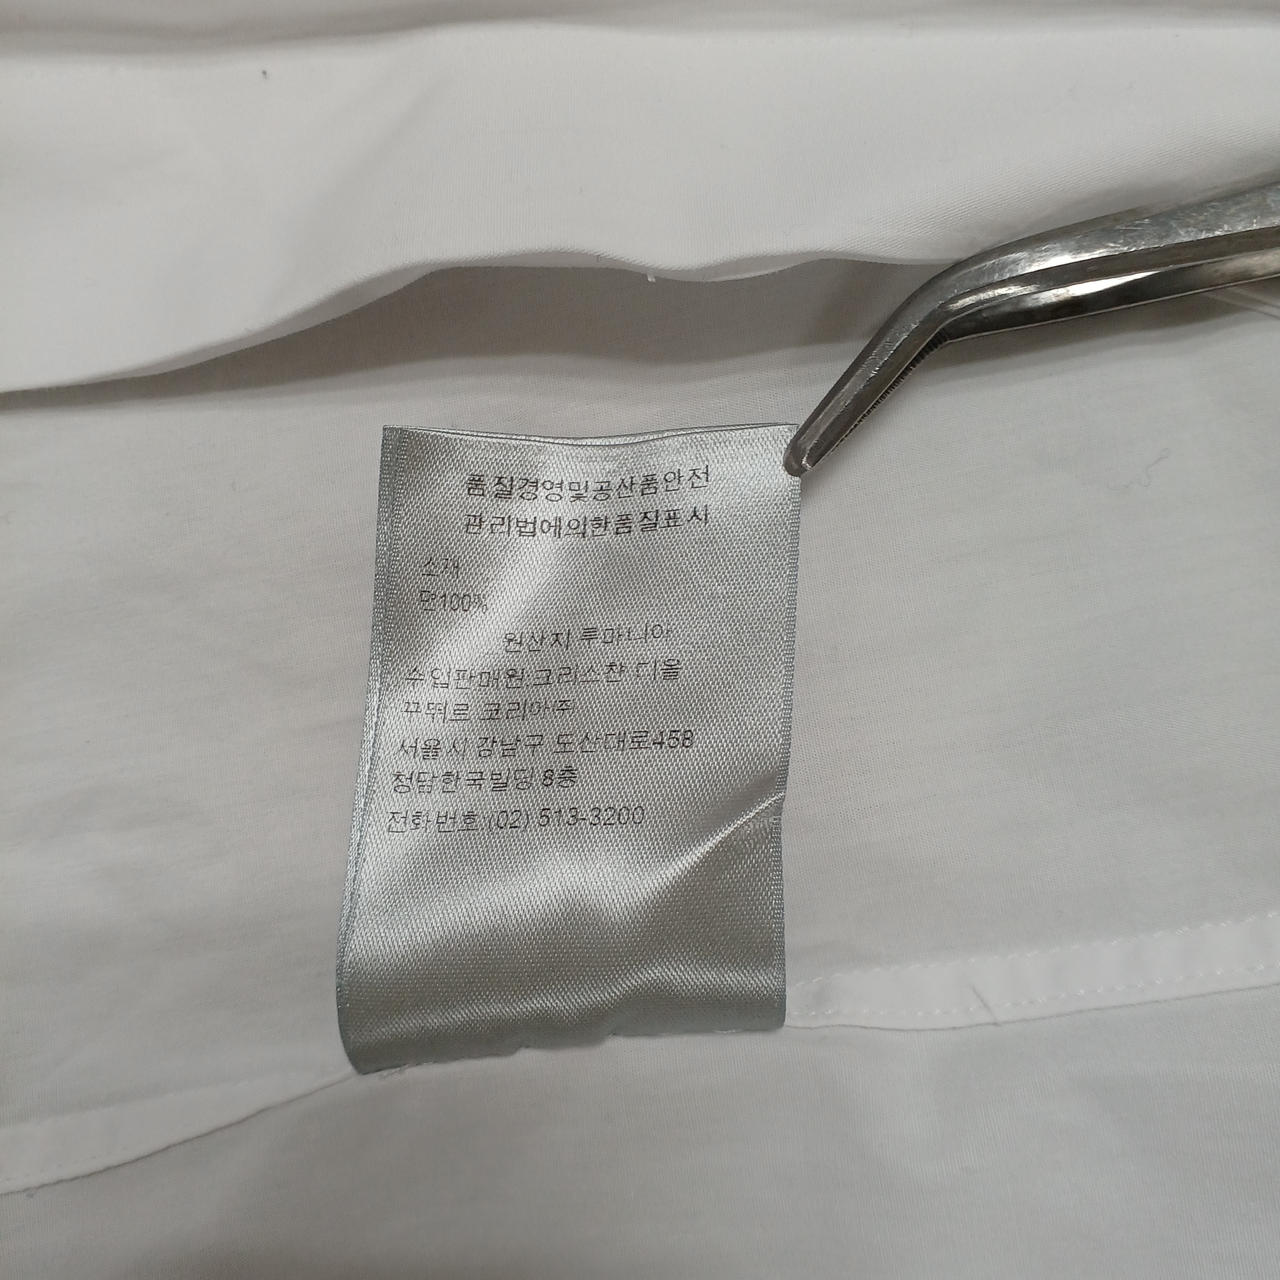 품질경영및공산품안전
관리법에의한품질표시
소재
면100%
원산지 루마니아
수입판매원:크리스챤 디올
꾸뛰르 코리아주
서울시 강남구 도산대로458
청담한국빌딩 8층
전화번호:(02) 513-3200